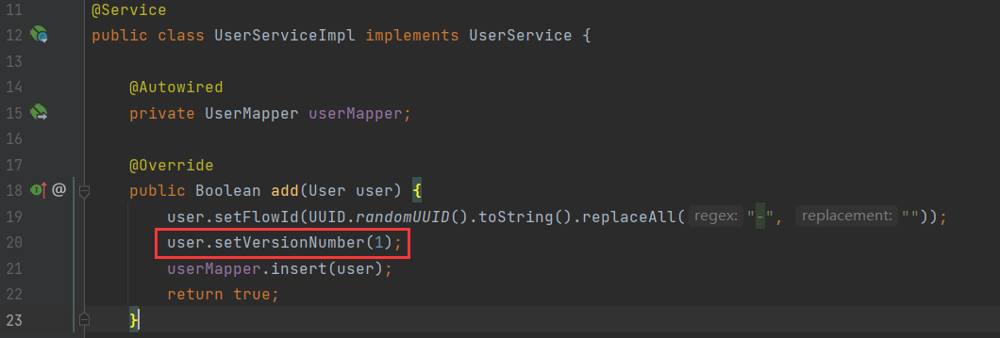 11 @Service
12 public class UserServiceImpl implements UserService {
13
14 @Autowired
15 private UserMapper userMapper;
16
17 @Override
18 @ public Boolean add(User user) {
19 user.setFlowId(UUID.randomUUID().toString().replaceAll( regex: "-", replacement: ""));
20 user.setVersionNumber(1);
21 userMapper.insert(user);
22 return true;
23 }